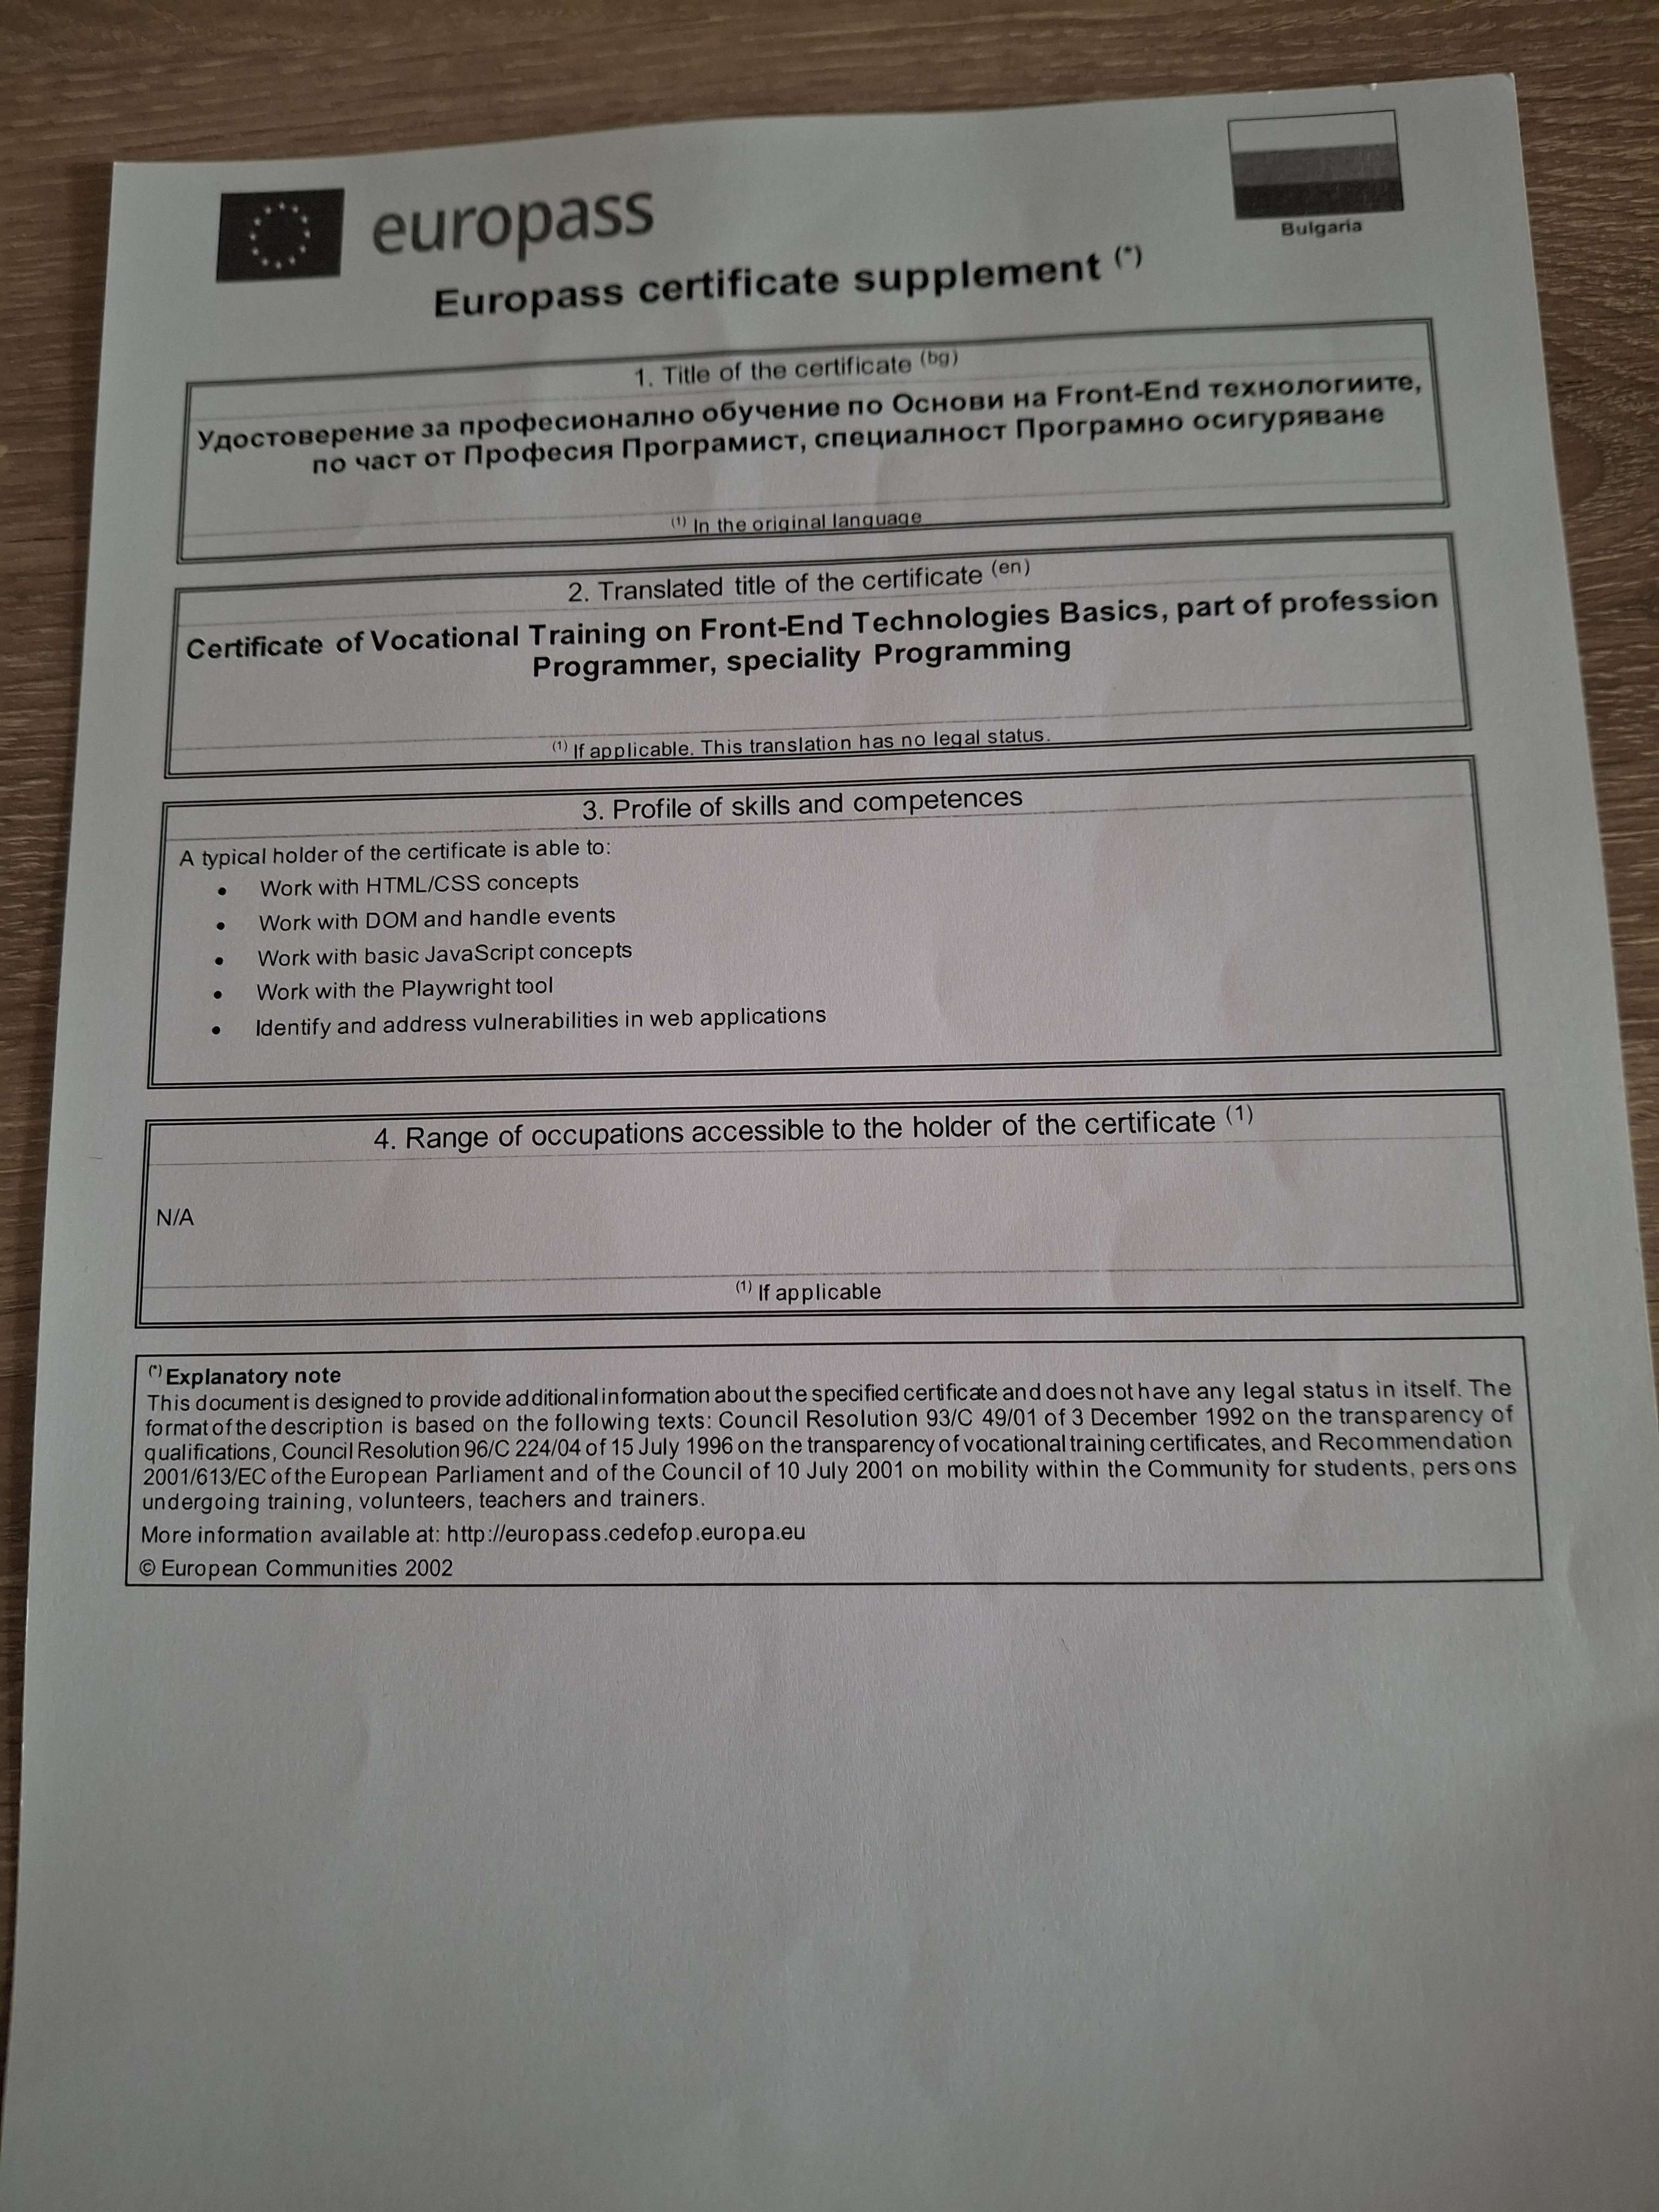 europass
Bulgaria
Europass certificate supplement (*)
1. Title of the certificate (bg)
Удостоверение за професионално обучение по Основи на Front-End технологиите,
по част от Професия Програмист, специалност Програмно осигуряване
(1) In the original language
2. Translated title of the certificate (en)
Certificate of Vocational Training on Front-End Technologies Basics, part of profession
Programmer, speciality Programming
(1) If applicable. This translation has no legal status.
3. Profile of skills and competences
A typical holder of the certificate is able to:
• Work with HTML/CSS concepts
• Work with DOM and handle events
• Work with basic JavaScript concepts
• Work with the Playwright tool
• Identify and address vulnerabilities in web applications
4. Range of occupations accessible to the holder of the certificate (1)
N/A
(1) If applicable
(*) Explanatory note
This document is designed to provide additional information about the specified certificate and does not have any legal status in itself. The
format of the description is based on the following texts: Council Resolution 93/C 49/01 of 3 December 1992 on the transparency of
qualifications, Council Resolution 96/C 224/04 of 15 July 1996 on the transparency of vocational training certificates, and Recommendation
2001/613/EC of the European Parliament and of the Council of 10 July 2001 on mobility within the Community for students, persons
undergoing training, volunteers, teachers and trainers.
More information available at: http://europass.cedefop.europa.eu
© European Communities 2002